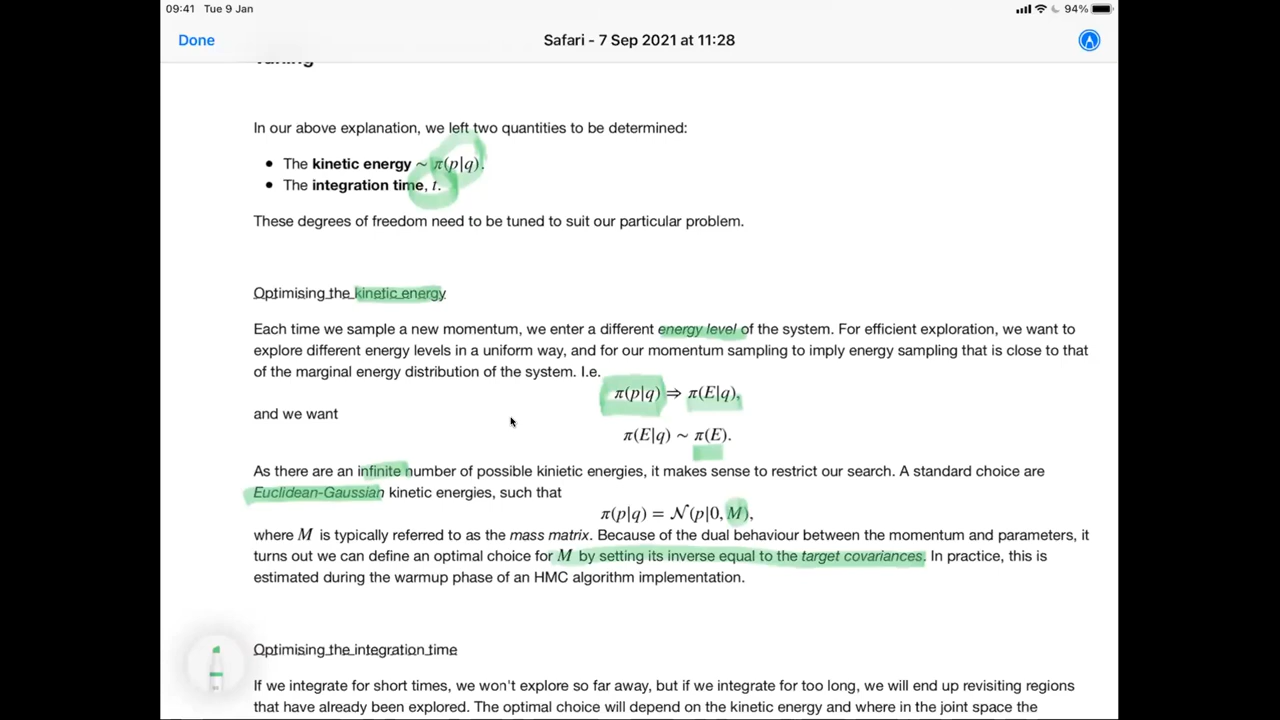 09:41 Tue 9 Jan 94%
Done Safari - 7 Sep 2021 at 11:28
Tuning
In our above explanation, we left two quantities to be determined:
• The kinetic energy ~ π(p|q).
• The integration time, t.
These degrees of freedom need to be tuned to suit our particular problem.
Optimising the kinetic energy
Each time we sample a new momentum, we enter a different energy level of the system. For efficient exploration, we want to
explore different energy levels in a uniform way, and for our momentum sampling to imply energy sampling that is close to that
of the marginal energy distribution of the system. I.e.
π(p|q) ⇒ π(E|q),
and we want
π(E|q) ~ π(E).
As there are an infinite number of possible kinietic energies, it makes sense to restrict our search. A standard choice are
Euclidean-Gaussian kinetic energies, such that
π(p|q) = 𝒩(p|0, M),
where M is typically referred to as the mass matrix. Because of the dual behaviour between the momentum and parameters, it
turns out we can define an optimal choice for M by setting its inverse equal to the target covariances. In practice, this is
estimated during the warmup phase of an HMC algorithm implementation.
Optimising the integration time
If we integrate for short times, we won't explore so far away, but if we integrate for too long, we will end up revisiting regions
that have already been explored. The optimal choice will depend on the kinetic energy and where in the joint space the